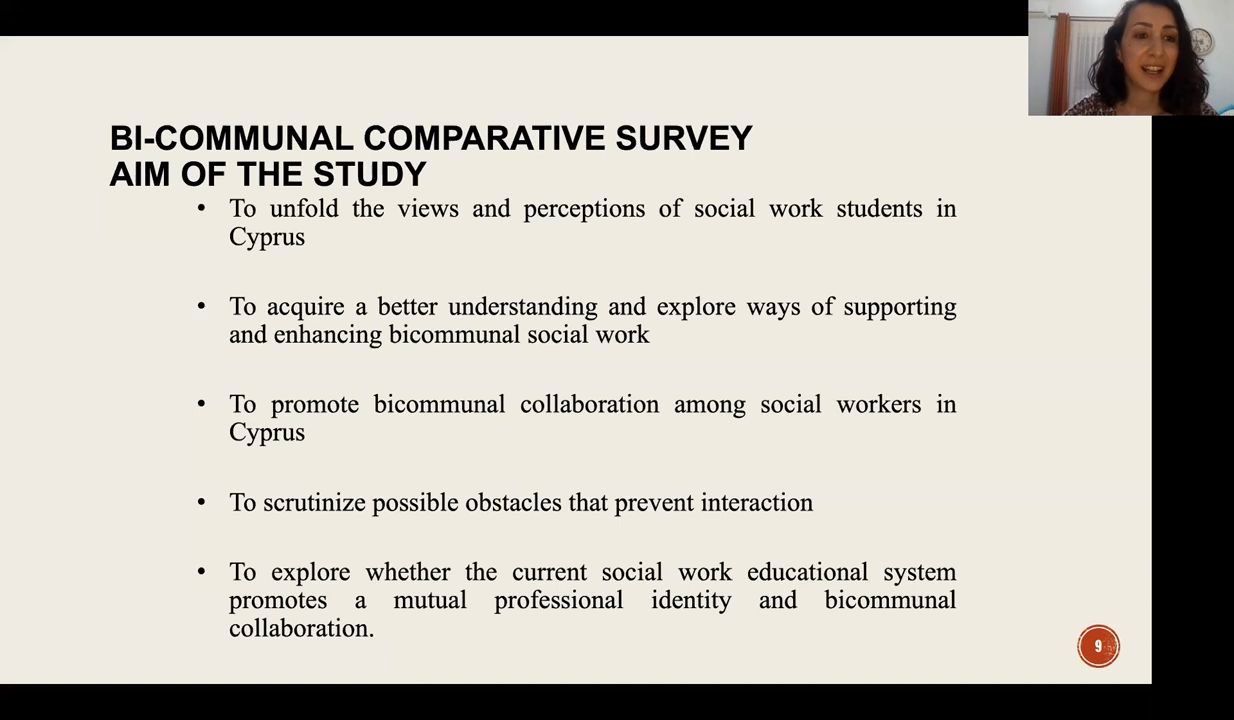 BI-COMMUNAL COMPARATIVE SURVEY
AIM OF THE STUDY
• To unfold the views and perceptions of social work students in
Cyprus
• To acquire a better understanding and explore ways of supporting
and enhancing bicommunal social work
• To promote bicommunal collaboration among social workers in
Cyprus
• To scrutinize possible obstacles that prevent interaction
• To explore whether the current social work educational system
promotes a mutual professional identity and bicommunal
collaboration.
9